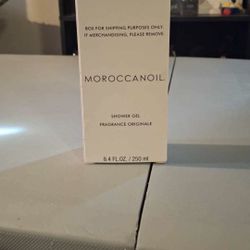 BOX FOR SHIPPING PURPOSES ONLY.
IF MERCHANDISING, PLEASE REMOVE.
MOROCCANOIL.
SHOWER GEL
FRAGRANCE ORIGINALE
8.4 FL.OZ. / 250 ml